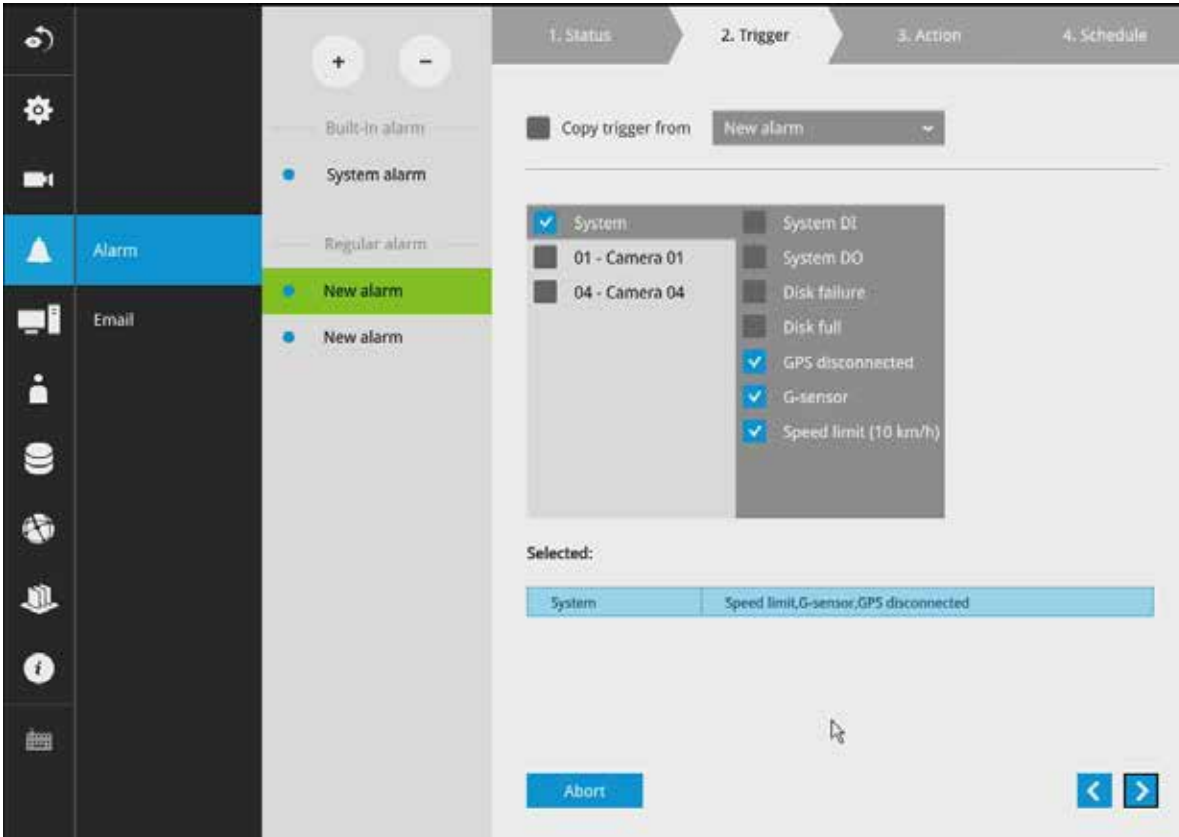 1. Status
2. Trigger
3. Action
4. Schedule
+
-
Built-in alarm
System alarm
Regular alarm
New alarm
New alarm
Alarm
Email
Copy trigger from
New alarm
System
01 - Camera 01
04 - Camera 04
System DI
System DO
Disk failure
Disk full
GPS disconnected
G-sensor
Speed limit (10 km/h)
Selected:
System
Speed limit,G-sensor,GPS disconnected
Abort